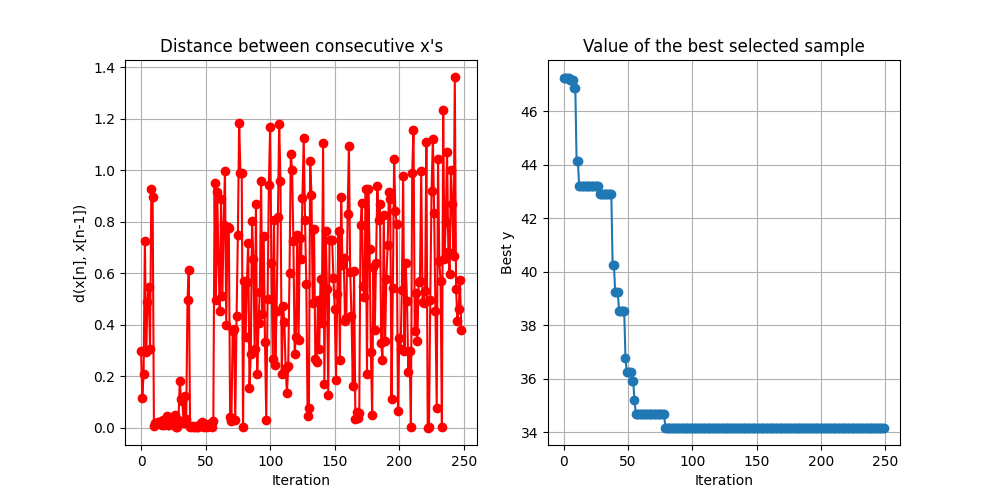 Distance between consecutive x's
d(x[n], x[n-1])
1.4
1.2
1.0
0.8
0.6
0.4
0.2
0.0
0 50 100 150 200 250
Iteration
Value of the best selected sample
Best y
46
44
42
40
38
36
34
0 50 100 150 200 250
Iteration